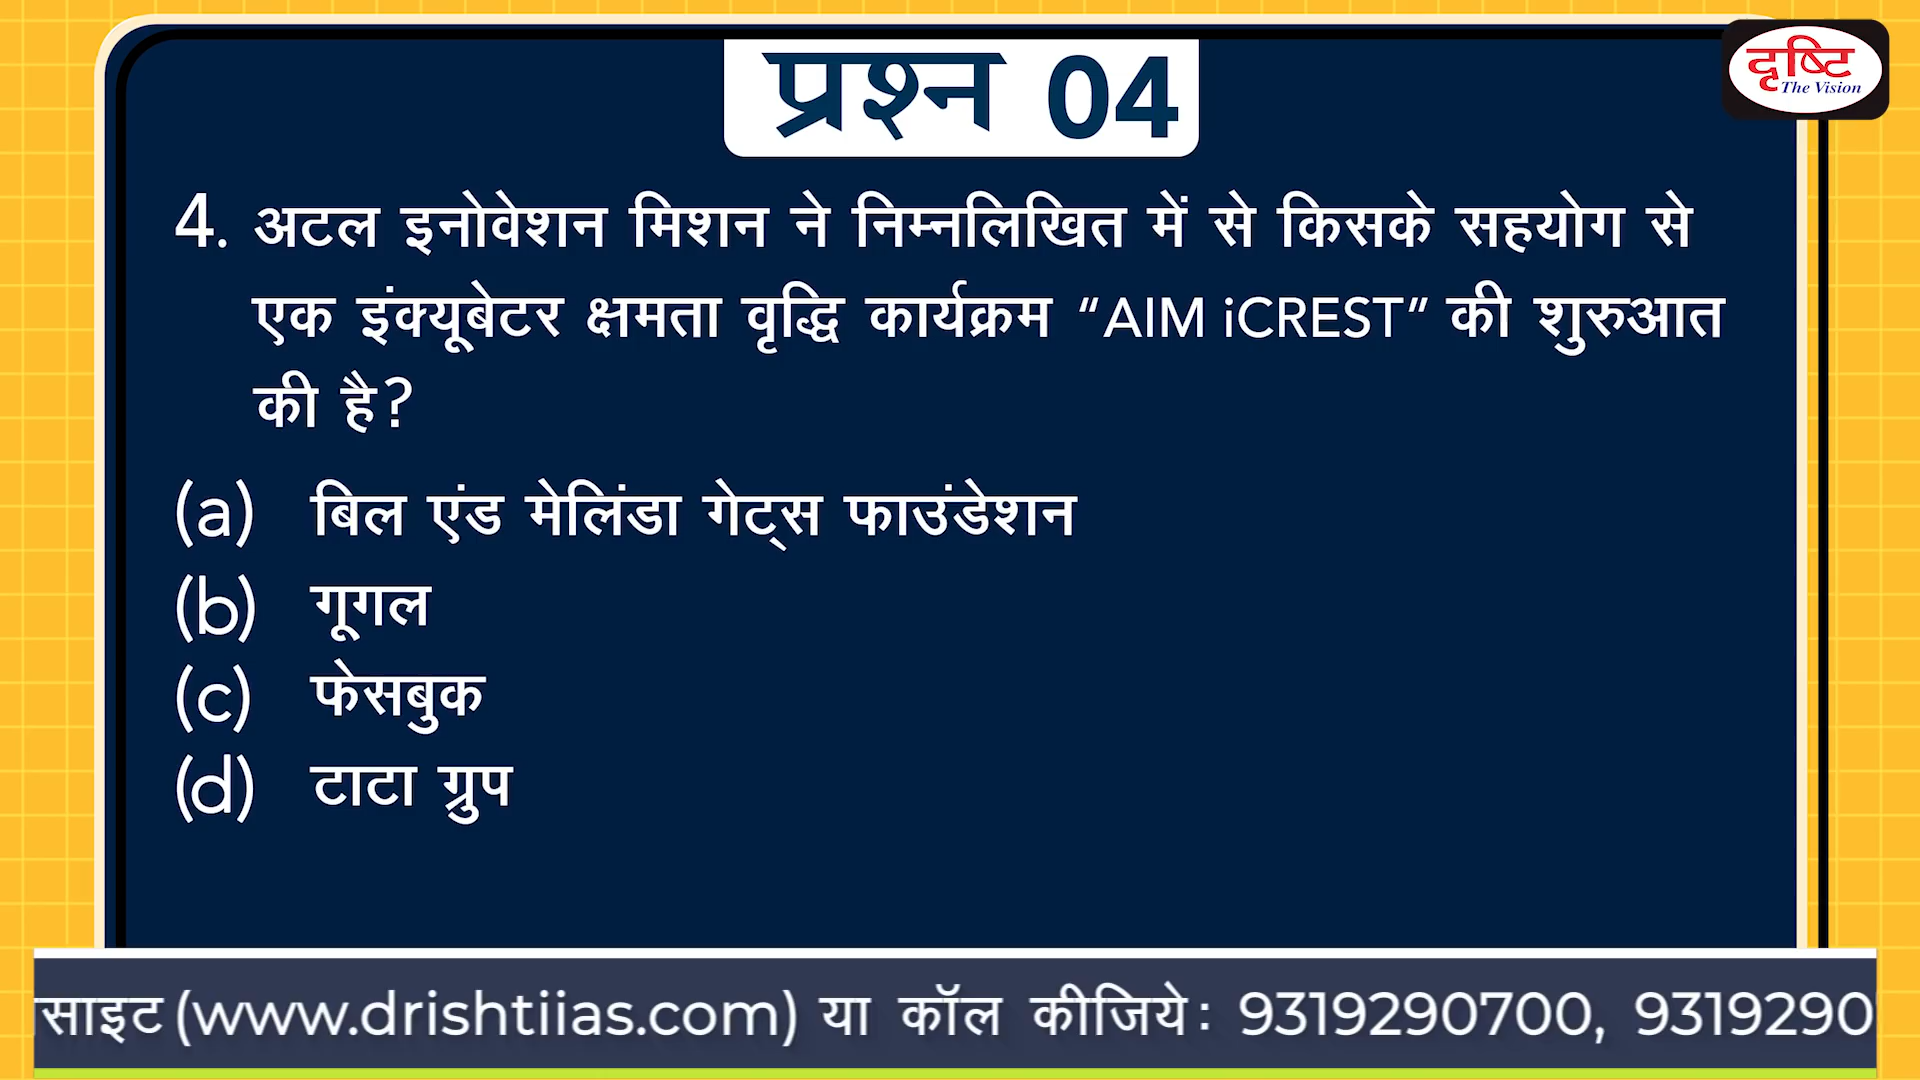 प्रश्न 04
दृष्टि
The Vision
4. अटल इनोवेशन मिशन ने निम्नलिखित में से किसके सहयोग से
एक इंक्यूबेटर क्षमता वृद्धि कार्यक्रम “AIM iCREST” की शुरुआत
की है?
(a) बिल एंड मेलिंडा गेट्स फाउंडेशन
(b) गूगल
(c) फेसबुक
(d) टाटा ग्रुप
साइट (www.drishtiias.com) या कॉल कीजिये: 9319290700, 9319290